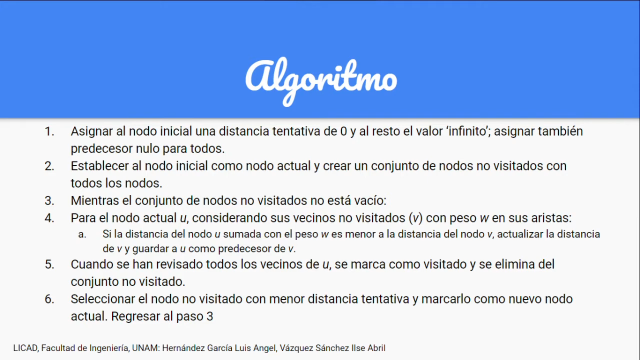 Algoritmo
1. Asignar al nodo inicial una distancia tentativa de 0 y al resto el valor ‘infinito’; asignar también
predecesor nulo para todos.
2. Establecer al nodo inicial como nodo actual y crear un conjunto de nodos no visitados con
todos los nodos.
3. Mientras el conjunto de nodos no visitados no está vacío:
4. Para el nodo actual u, considerando sus vecinos no visitados (v) con peso w en sus aristas:
a. Si la distancia del nodo u sumada con el peso w es menor a la distancia del nodo v, actualizar la distancia
de v y guardar a u como predecesor de v.
5. Cuando se han revisado todos los vecinos de u, se marca como visitado y se elimina del
conjunto no visitado.
6. Seleccionar el nodo no visitado con menor distancia tentativa y marcarlo como nuevo nodo
actual. Regresar al paso 3
LICAD, Facultad de Ingeniería, UNAM: Hernández García Luis Angel, Vázquez Sánchez Ilse Abril